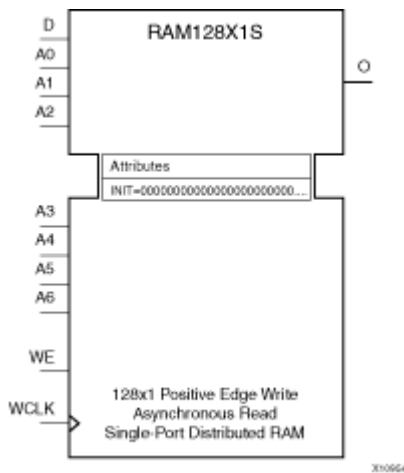 D
RAM128X1S
A0
O
A1
A2
Attributes
INIT=00000000000000000000000....
A3
A4
A5
A6
WE
128x1 Positive Edge Write
WCLK
Asynchronous Read
Single-Port Distributed RAM